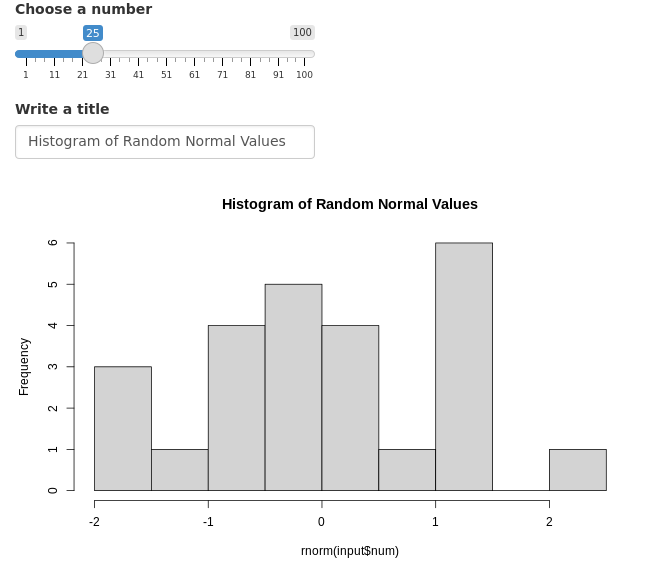 Choose a number
1 25 100
1 11 21 31 41 51 61 71 81 91 100
Write a title
Histogram of Random Normal Values
Histogram of Random Normal Values
6
5
4
3
2
1
0
Frequency
-2 -1 0 1 2
rnorm(input$num)